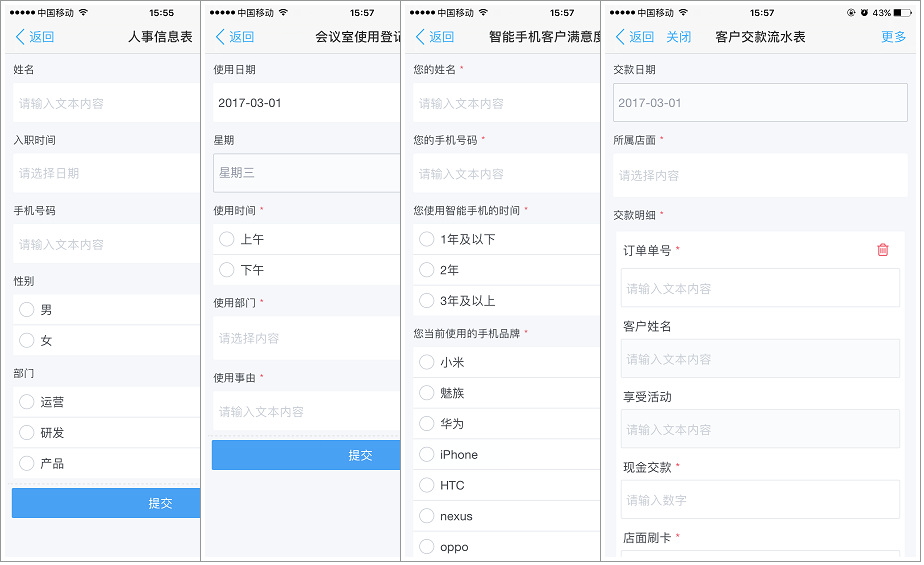 中国移动 15:55
返回 人事信息表
姓名
请输入文本内容
入职时间
请选择日期
手机号码
请输入文本内容
性别
男
女
部门
运营
研发
产品
提交
中国移动 15:57
返回 会议室使用登记
使用日期
2017-03-01
星期
星期三
使用时间 *
上午
下午
使用部门 *
请选择内容
使用事由 *
请输入文本内容
提交
中国移动 15:57
返回 智能手机客户满意度
您的姓名 *
请输入文本内容
您的手机号码 *
请输入文本内容
您使用智能手机的时间 *
1年及以下
2年
3年及以上
您当前使用的手机品牌 *
小米
魅族
华为
iPhone
HTC
nexus
oppo
中国移动 15:57 43%
返回 关闭 客户交款流水表 更多
交款日期
2017-03-01
所属店面 *
请选择内容
交款明细 *
订单单号 *
请输入文本内容
客户姓名
请输入文本内容
享受活动
请输入文本内容
现金交款 *
请输入数字
店面刷卡 *